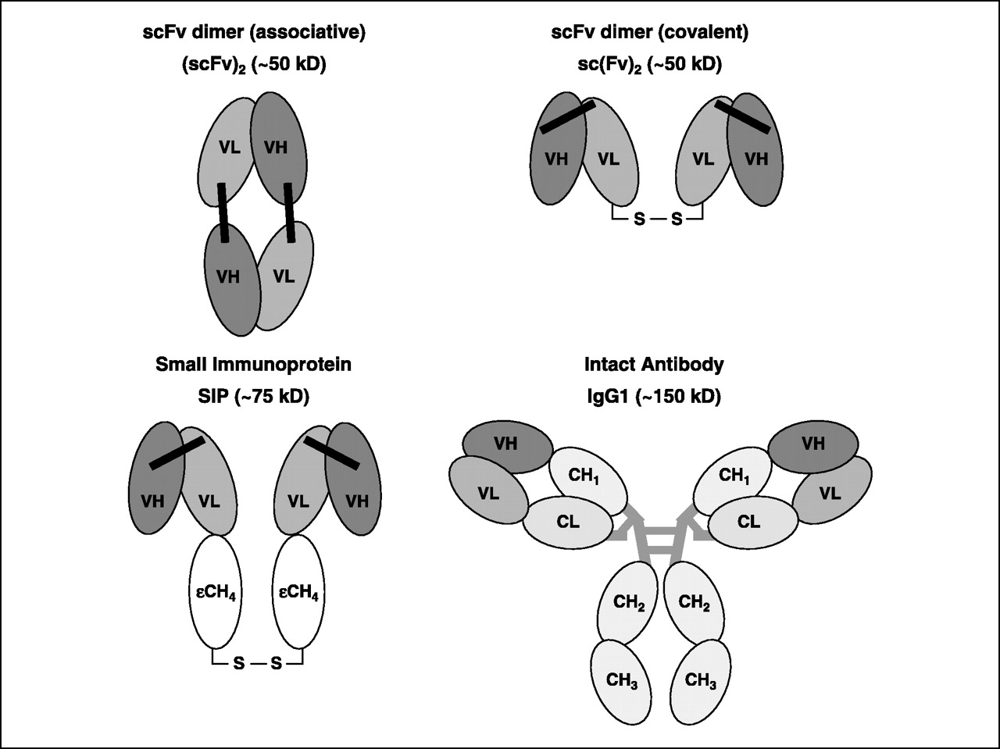 scFv dimer (associative)
(scFv)₂ (~50 kD)
VL VH
VH VL
scFv dimer (covalent)
sc(Fv)₂ (~50 kD)
VH VL VL VH
S — S
Small Immunoprotein
SIP (~75 kD)
VH VL VL VH
εCH₄ εCH₄
S — S
Intact Antibody
IgG1 (~150 kD)
VH VH
CH₁ CH₁
VL VL
CL CL
CH₂ CH₂
CH₃ CH₃